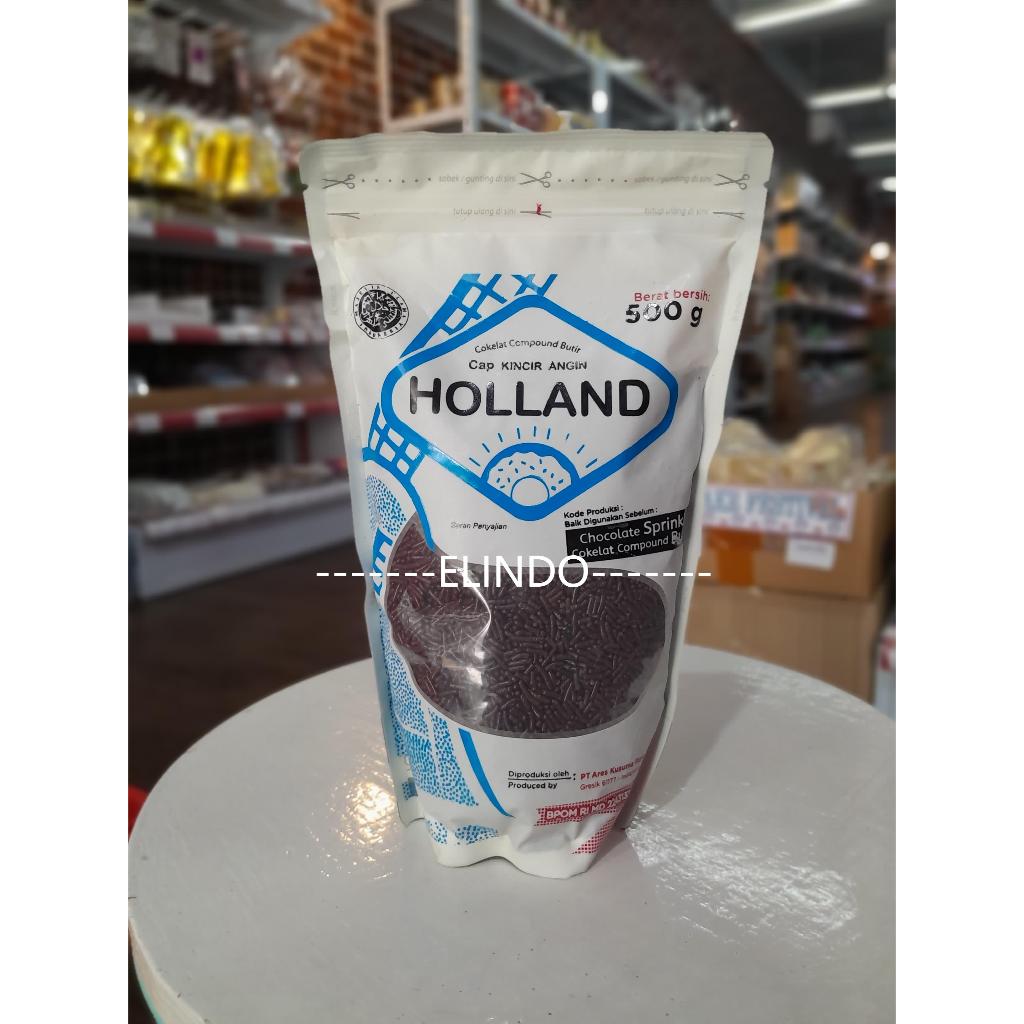 sobek / gunting di sini
sobek / gunting di sini
tutup ulang di sini
tutup ulang di sini
Berat bersih:
500 g
Cokelat Compound Butir
Cap KINCIR ANGIN
HOLLAND
Kode Produksi :
Baik Digunakan Sebelum :
Saran Penyajian
Chocolate Sprink
Cokelat Compound Bu
-------ELINDO-------
Diproduksi oleh :
Produced by
PT Ares Kusuma
Gresik 61177 -
BPOM RI MD